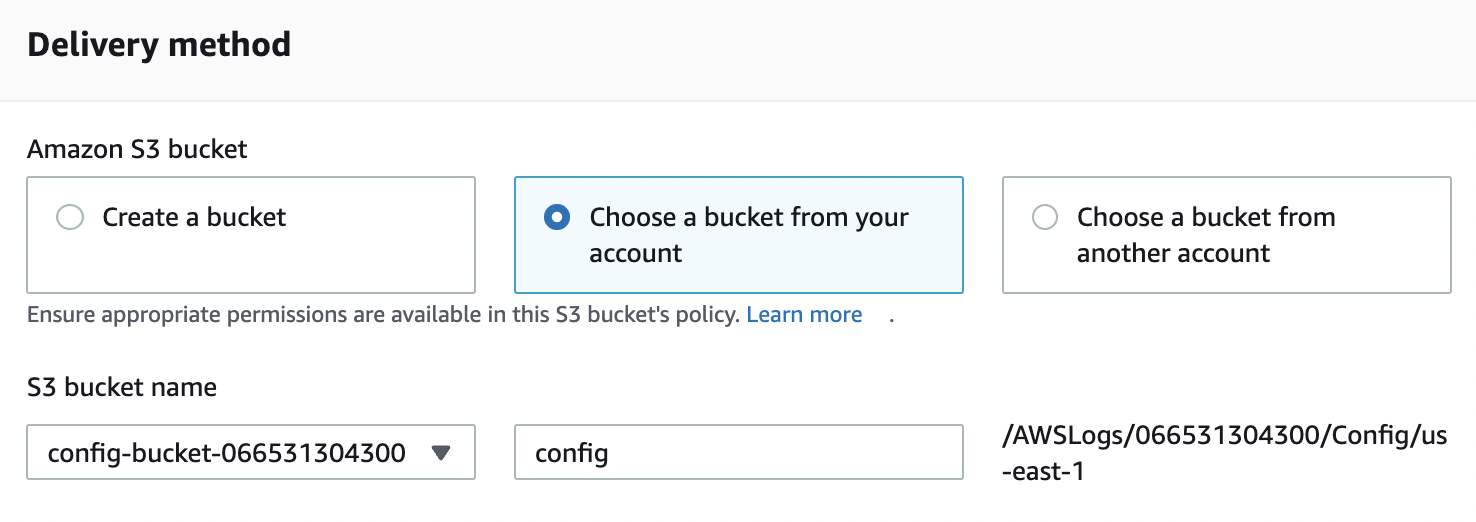 Delivery method
Amazon S3 bucket
Create a bucket
Choose a bucket from your
account
Choose a bucket from
another account
Ensure appropriate permissions are available in this S3 bucket's policy. Learn more .
S3 bucket name
config-bucket-066531304300
config
/AWSLogs/066531304300/Config/us
-east-1